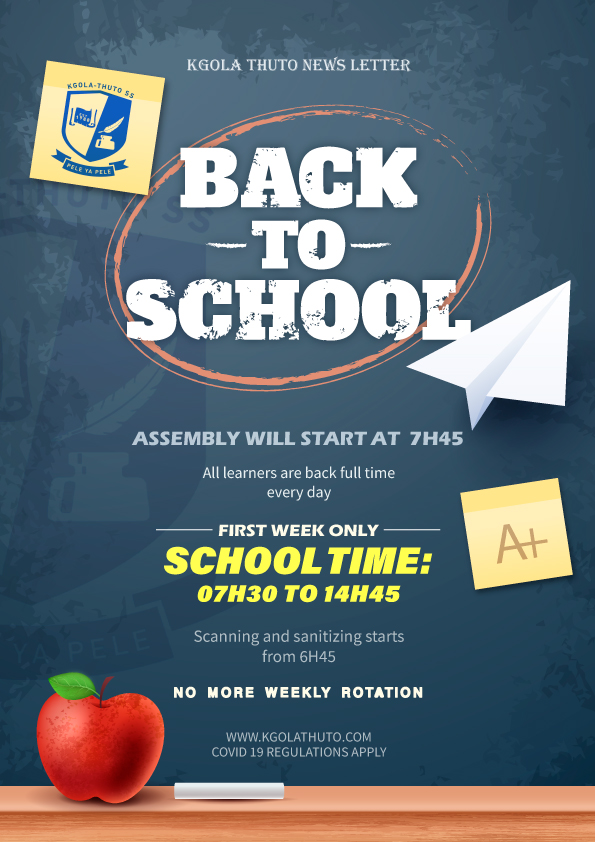 KGOLA THUTO NEWS LETTER
KGOLA-THUTO SS
PELE YA PELE
BACK
TO
SCHOOL
ASSEMBLY WILL START AT 7H45
All learners are back full time
every day
A+
FIRST WEEK ONLY
SCHOOL TIME:
07H30 TO 14H45
Scanning and sanitizing starts
from 6H45
NO MORE WEEKLY ROTATION
WWW.KGOLATHUTO.COM
COVID 19 REGULATIONS APPLY